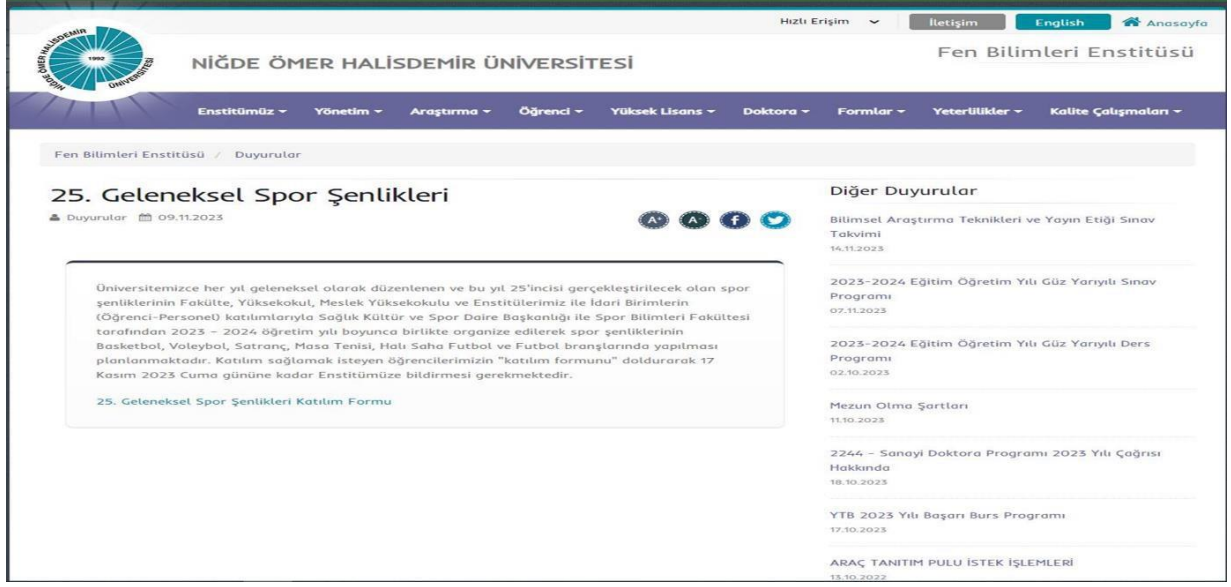 Hızlı Erişim
İletişim
English
Anasayfa
NİĞDE ÖMER HALİSDEMİR ÜNİVERSİTESİ
1992
NİĞDE ÖMER HALİSDEMİR ÜNİVERSİTESİ
Fen Bilimleri Enstitüsü
Enstitümüz
Yönetim
Araştırma
Öğrenci
Yüksek Lisans
Doktora
Formlar
Yeterlilikler
Kalite Çalışmaları
Fen Bilimleri Enstitüsü / Duyurular
25. Geleneksel Spor Şenlikleri
Duyurular 09.11.2023
A+
A-
Üniversitemizce her yıl geleneksel olarak düzenlenen ve bu yıl 25'incisi gerçekleştirilecek olan spor
şenliklerinin Fakülte, Yüksekokul, Meslek Yüksekokulu ve Enstitülerimiz ile İdari Birimlerin
(Öğrenci-Personel) katılımlarıyla Sağlık Kültür ve Spor Daire Başkanlığı ile Spor Bilimleri Fakültesi
tarafından 2023 – 2024 öğretim yılı boyunca birlikte organize edilerek spor şenliklerinin
Basketbol, Voleybol, Satranç, Masa Tenisi, Halı Saha Futbol ve Futbol branşlarında yapılması
planlanmaktadır. Katılım sağlamak isteyen öğrencilerimizin "katılım formunu" doldurarak 17
Kasım 2023 Cuma gününe kadar Enstitümüze bildirmesi gerekmektedir.
25. Geleneksel Spor Şenlikleri Katılım Formu
Diğer Duyurular
Bilimsel Araştırma Teknikleri ve Yayın Etiği Sınav
Takvimi
14.11.2023
2023-2024 Eğitim Öğretim Yılı Güz Yarıyılı Sınav
Programı
07.11.2023
2023-2024 Eğitim Öğretim Yılı Güz Yarıyılı Ders
Programı
02.10.2023
Mezun Olma Şartları
11.10.2023
2244 – Sanayi Doktora Programı 2023 Yılı Çağrısı
Hakkında
18.10.2023
YTB 2023 Yılı Başarı Burs Programı
17.10.2023
ARAÇ TANITIM PULU İSTEK İŞLEMLERİ
13.10.2022